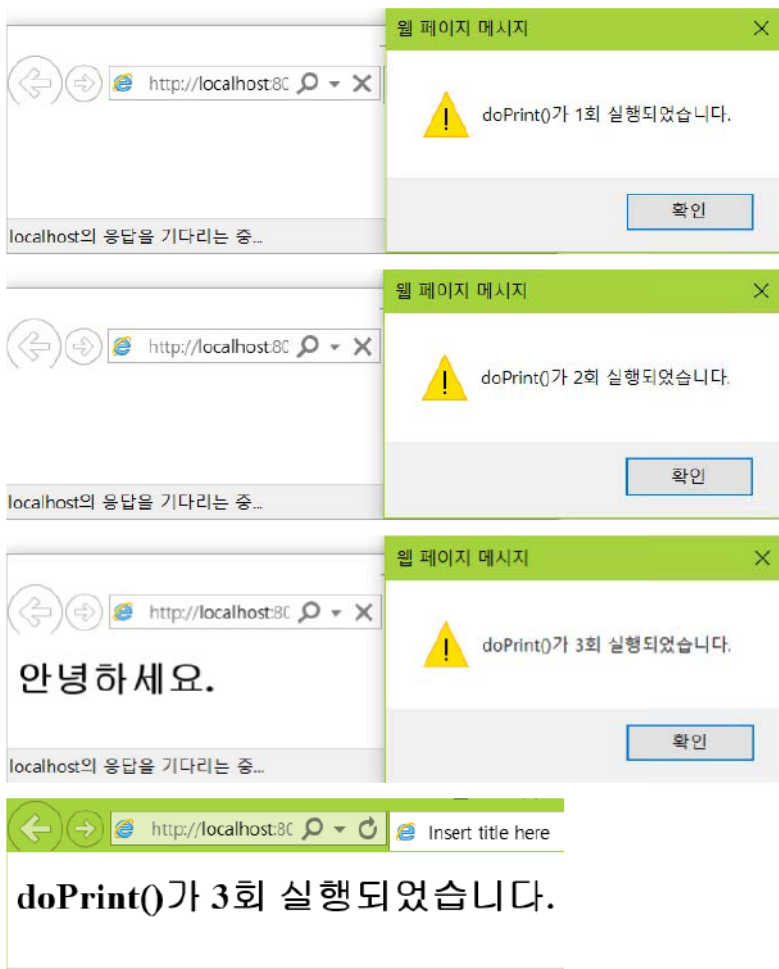 웹 페이지 메시지
http://localhost:80
doPrint()가 1회 실행되었습니다.
확인
localhost의 응답을 기다리는 중...
웹 페이지 메시지
http://localhost:80
doPrint()가 2회 실행되었습니다.
확인
localhost의 응답을 기다리는 중...
웹 페이지 메시지
http://localhost:80
doPrint()가 3회 실행되었습니다.
안녕하세요.
확인
localhost의 응답을 기다리는 중...
http://localhost:80
Insert title here
doPrint()가 3회 실행되었습니다.